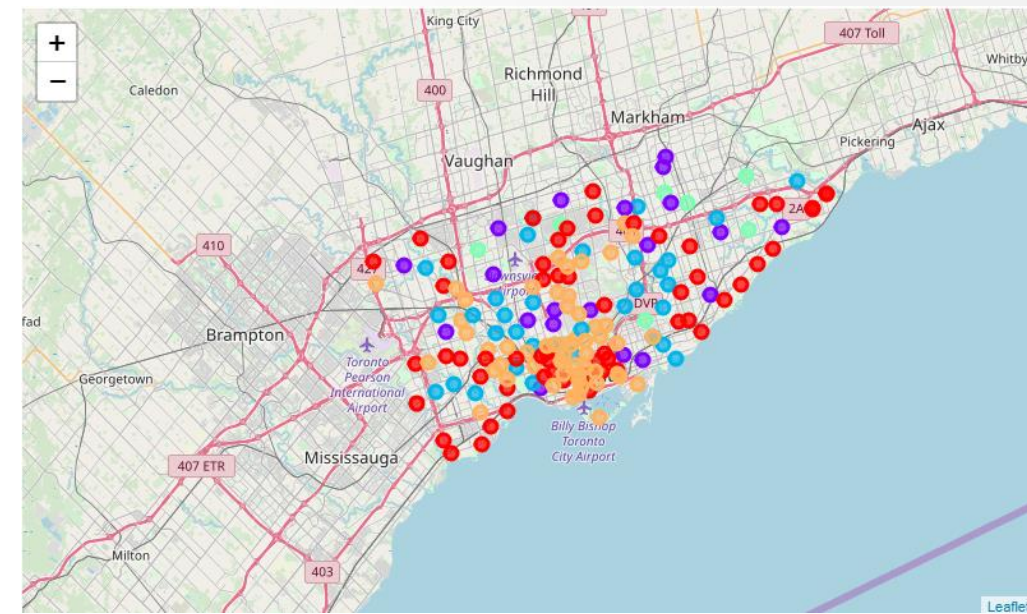 King City
407 Toll
+
−
Caledon
400
Richmond
Hill
Whitby
Markham
Ajax
Pickering
Vaughan
2A
410
427
Airport
DVP
Brampton
Toronto
Pearson
International
Airport
Georgetown
Billy Bishop
Toronto
City Airport
Mississauga
407 ETR
Milton
403